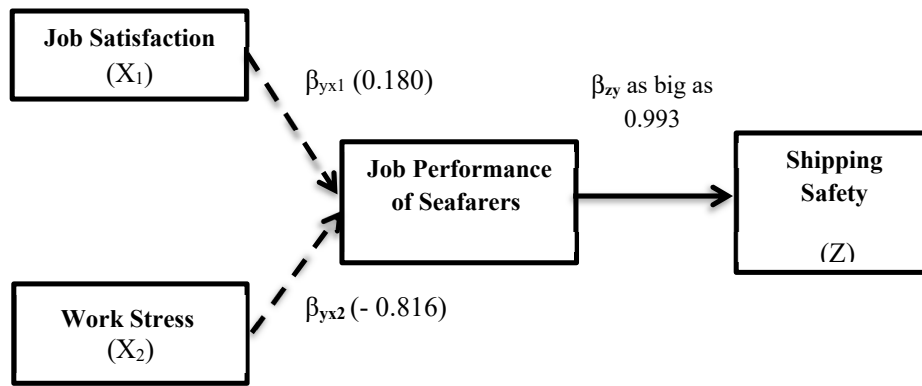 Job Satisfaction
(X₁)
βyx1 (0.180)
βzy as big as
0.993
Job Performance
of Seafarers
Shipping
Safety
(Z)
βyx2 (- 0.816)
Work Stress
(X₂)